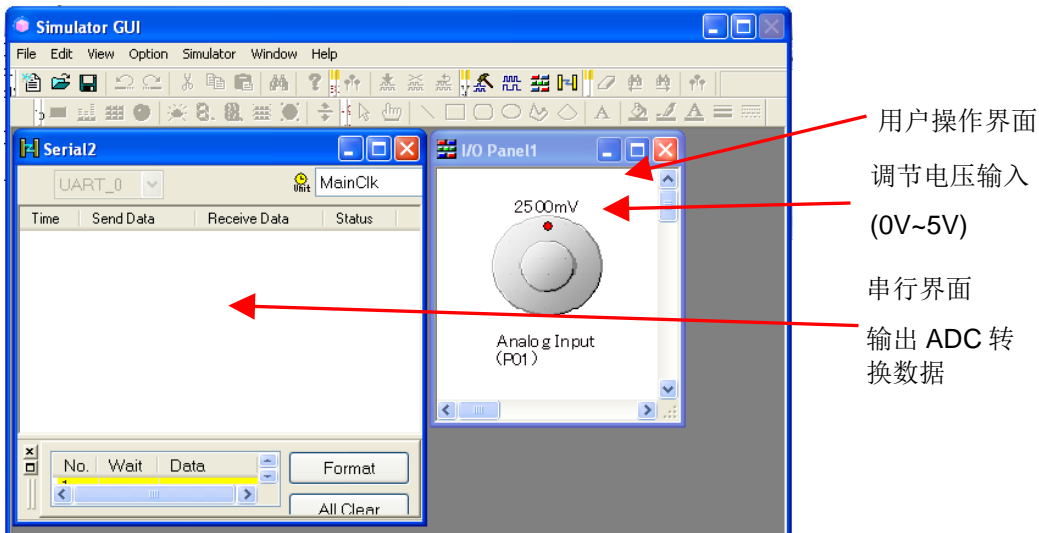 Simulator GUI
File Edit View Option Simulator Window Help
Serial2
UART_0
Unit
MainClk
Time Send Data Receive Data Status
No. Wait Data
1
Format
All Clear
I/O Panel1
2500mV
Analog Input
(P01)
用户操作界面
调节电压输入
(0V~5V)
串行界面
输出 ADC 转
换数据